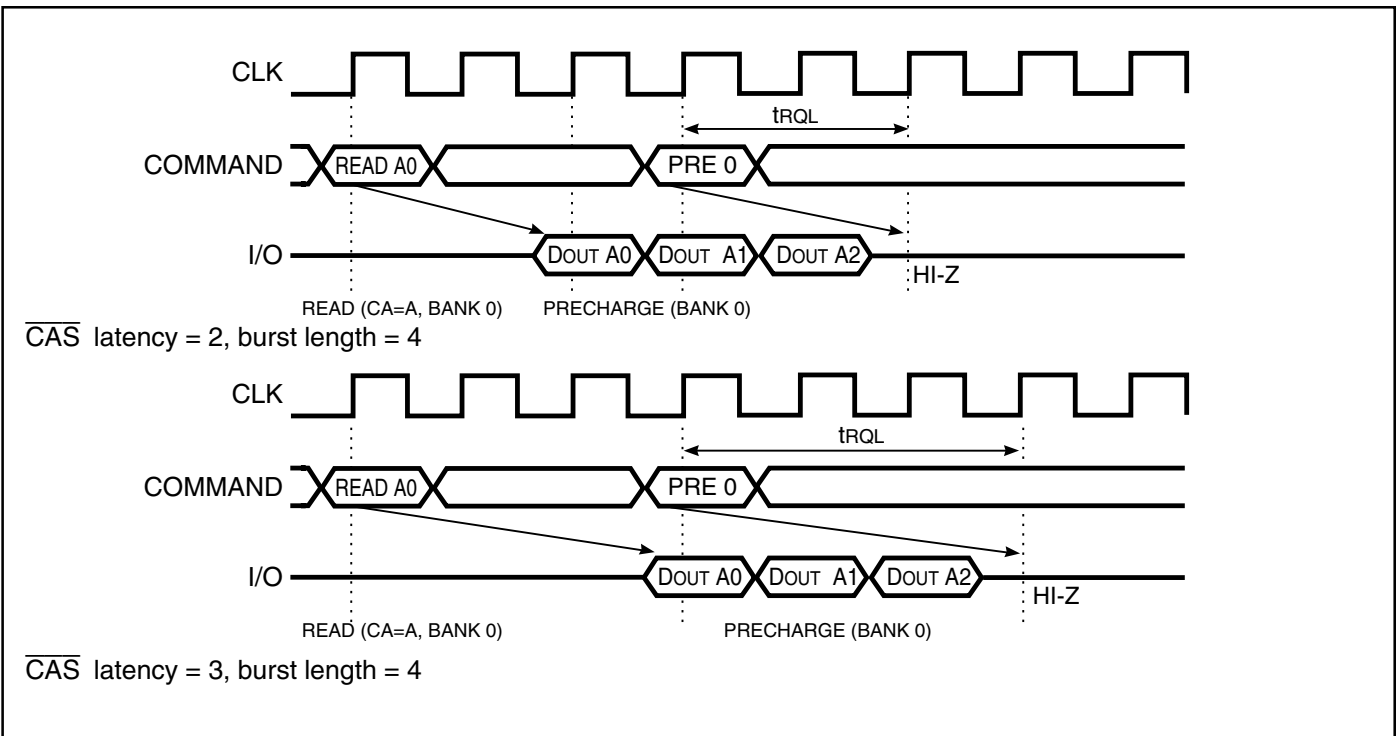 CLK
tRQL
COMMAND READ A0 PRE 0
I/O DOUT A0 DOUT A1 DOUT A2 HI-Z
READ (CA=A, BANK 0) PRECHARGE (BANK 0)
CAS latency = 2, burst length = 4
CLK
tRQL
COMMAND READ A0 PRE 0
I/O DOUT A0 DOUT A1 DOUT A2 HI-Z
READ (CA=A, BANK 0) PRECHARGE (BANK 0)
CAS latency = 3, burst length = 4